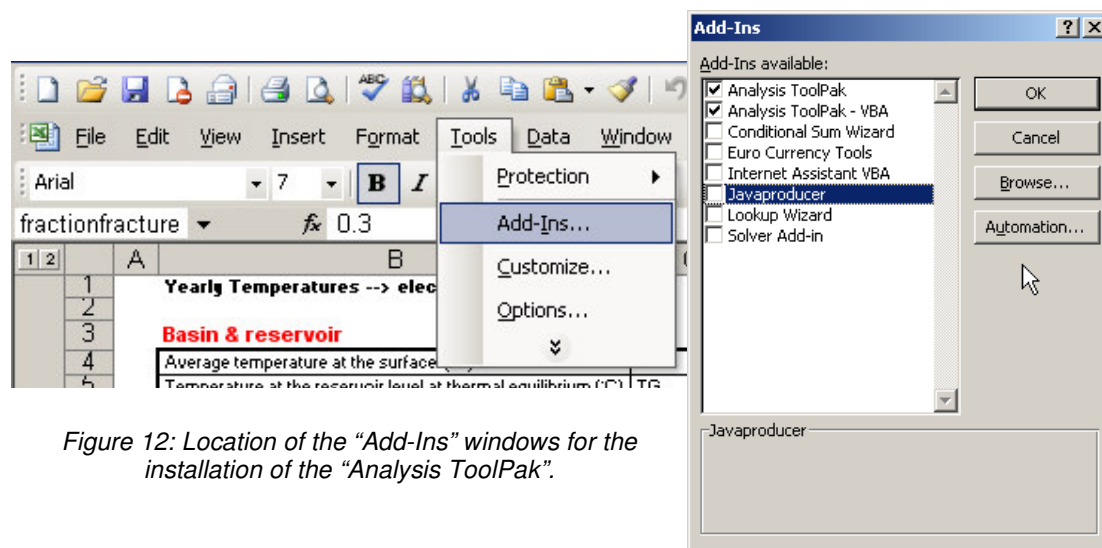 File Edit View Insert Format Tools Data Window
Arial 7 B I
Protection
fractionfracture fx 0.3
Add-Ins...
Customize...
Options...
1 2 A B
1 Yearly Temperatures --> elec
2
3 Basin & reservoir
4 Average temperature at the surface
5 Temperature at the reservoir level at thermal equilibrium (°C) TG
Figure 12: Location of the “Add-Ins” windows for the
installation of the “Analysis ToolPak”.
Add-Ins
Add-Ins available:
Analysis ToolPak
Analysis ToolPak - VBA
Conditional Sum Wizard
Euro Currency Tools
Internet Assistant VBA
Javaproducer
Lookup Wizard
Solver Add-in
OK
Cancel
Browse...
Automation...
Javaproducer